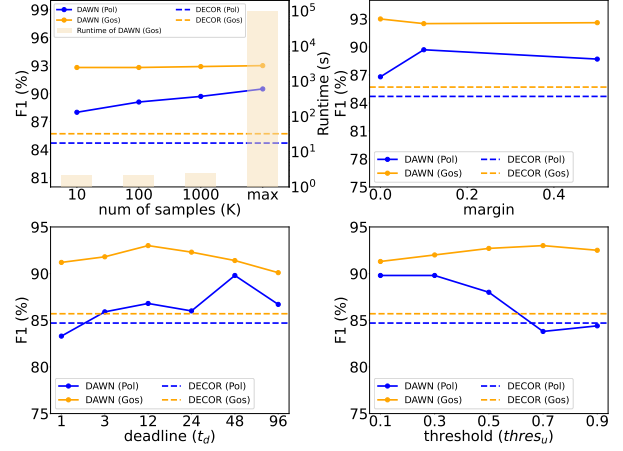 DAWN (Pol)
DAWN (Gos)
Runtime of DAWN (Gos)
DECOR (Pol)
DECOR (Gos)
F1 (%)
99
96
93
90
87
84
81
10
100
1000
max
num of samples (K)
Runtime (s)
10^5
10^4
10^3
10^2
10^1
10^0
F1 (%)
93
90
87
84
81
78
75
0.0
0.2
0.4
margin
DAWN (Pol)
DAWN (Gos)
DECOR (Pol)
DECOR (Gos)
F1 (%)
95
90
85
80
75
1
3
12
24
48
96
deadline (t_d)
DAWN (Pol)
DAWN (Gos)
DECOR (Pol)
DECOR (Gos)
F1 (%)
95
90
85
80
75
0.1
0.3
0.5
0.7
0.9
threshold (thres_u)
DAWN (Pol)
DAWN (Gos)
DECOR (Pol)
DECOR (Gos)